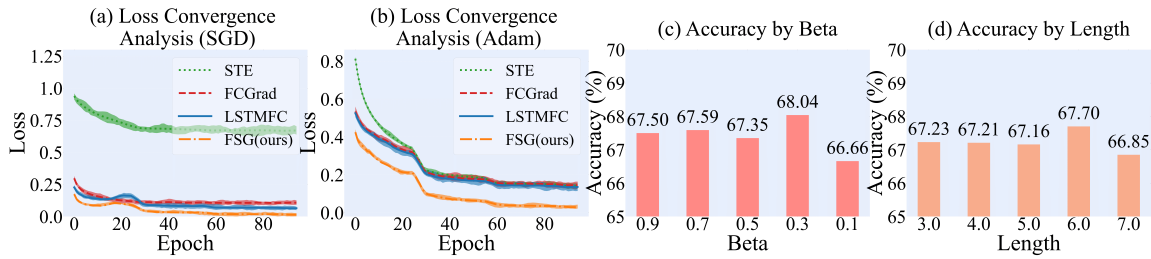 (a) Loss Convergence
Analysis (SGD)
1.25
1.0
0.75
0.5
0.25
0.0
Loss
STE
FCGrad
LSTMFC
FSG(ours)
0 20 40 60 80
Epoch
(b) Loss Convergence
Analysis (Adam)
0.8
0.6
0.4
0.2
0.0
Loss
STE
FCGrad
LSTMFC
FSG(ours)
0 20 40 60 80
Epoch
(c) Accuracy by Beta
70
69
68
67
66
65
Accuracy (%)
67.50 67.59 67.35 68.04 66.66
0.9 0.7 0.5 0.3 0.1
Beta
(d) Accuracy by Length
70
69
68
67
66
65
Accuracy (%)
67.23 67.21 67.16 67.70 66.85
3.0 4.0 5.0 6.0 7.0
Length